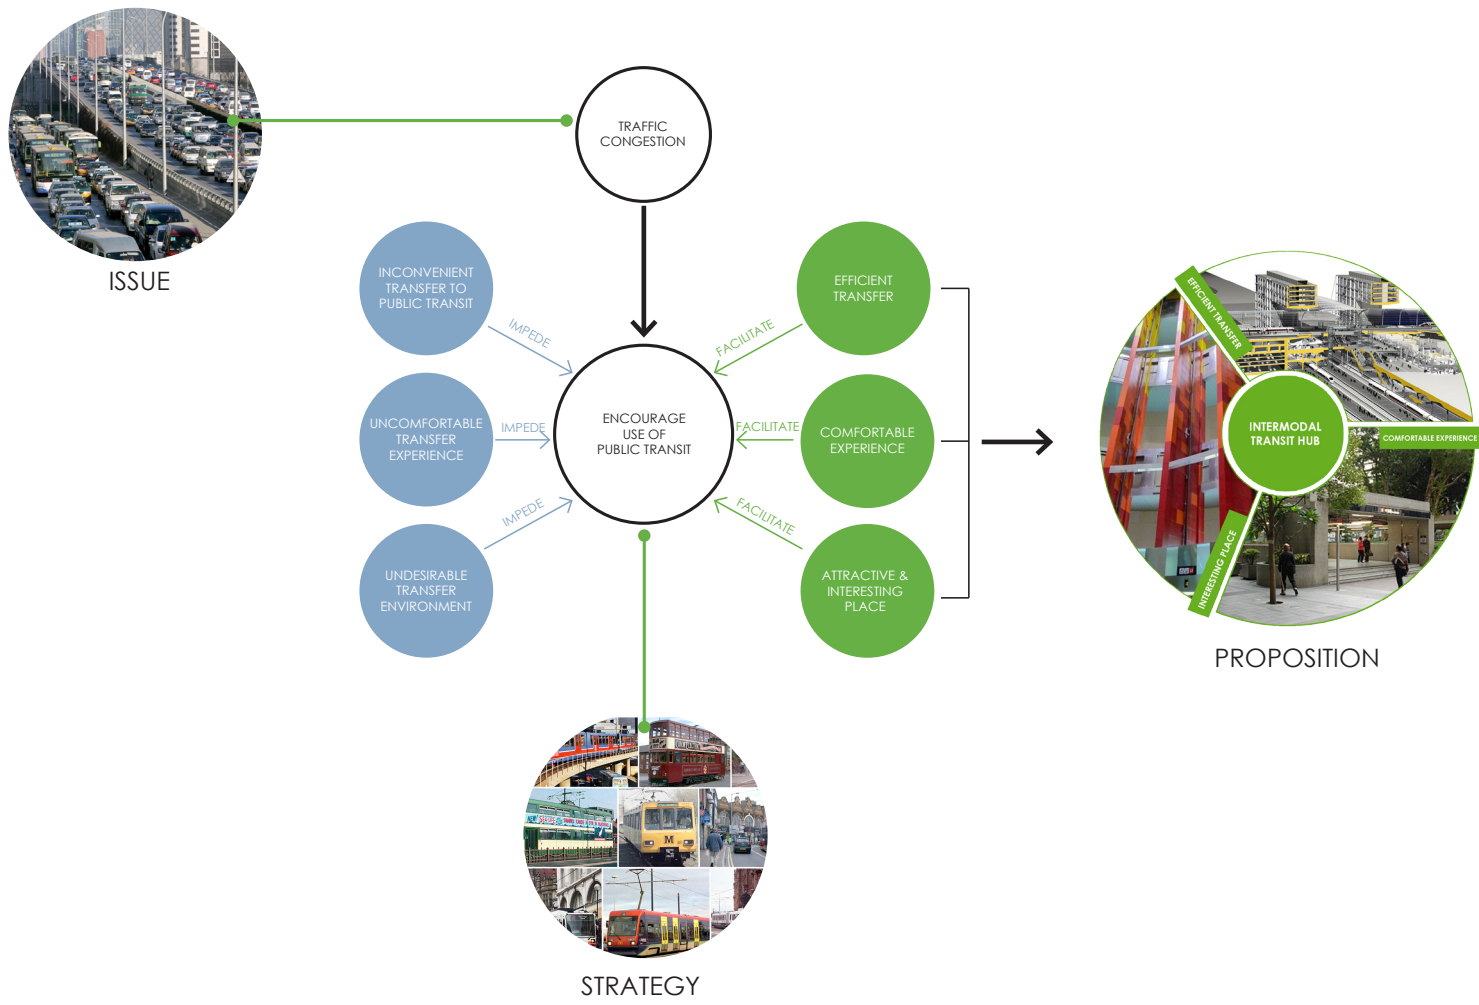 TRAFFIC
CONGESTION
ISSUE
INCONVENIENT
TRANSFER TO
PUBLIC TRANSIT
IMPEDE
UNCOMFORTABLE
TRANSFER
EXPERIENCE
IMPEDE
UNDESIRABLE
TRANSFER
ENVIRONMENT
IMPEDE
ENCOURAGE
USE OF
PUBLIC TRANSIT
EFFICIENT
TRANSFER
FACILITATE
COMFORTABLE
EXPERIENCE
FACILITATE
ATTRACTIVE &
INTERESTING
PLACE
FACILITATE
EFFICIENT TRANSFER
INTERMODAL
TRANSIT HUB
COMFORTABLE EXPERIENCE
INTERESTING PLACE
PROPOSITION
M
STRATEGY